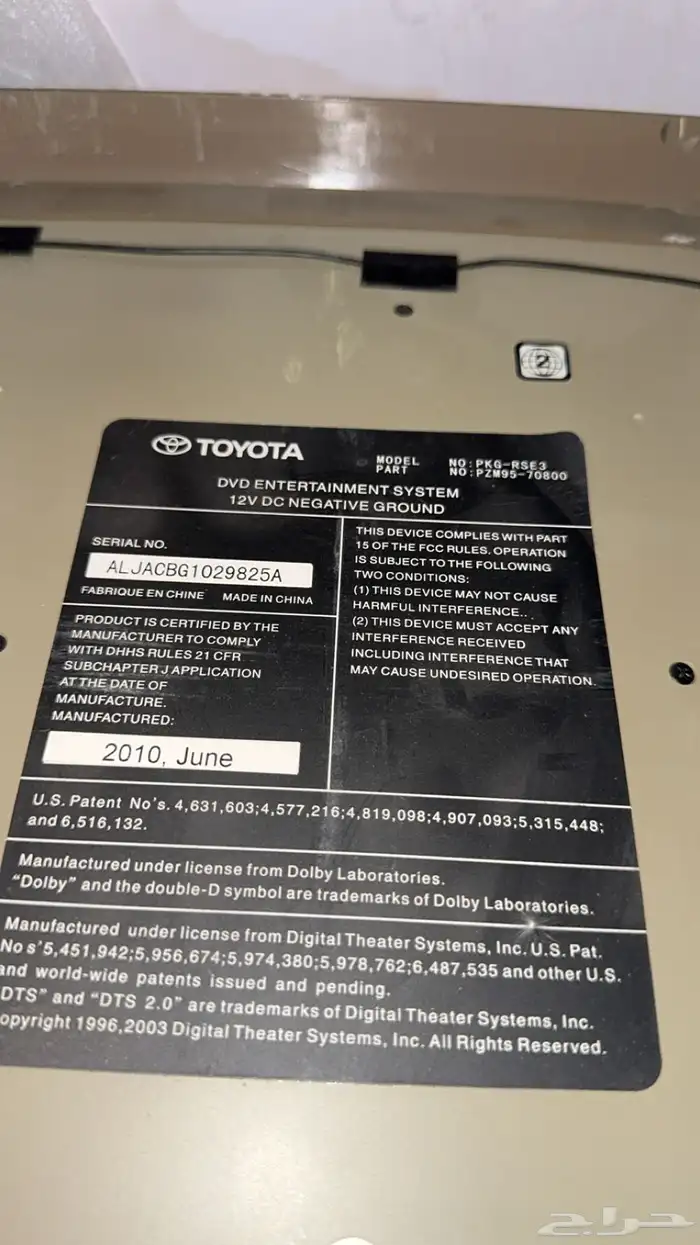 2
TOYOTA
MODEL NO:PKG-RSE3
PART NO:PZM95-70800
DVD ENTERTAINMENT SYSTEM
12V DC NEGATIVE GROUND
SERIAL NO.
ALJACBG1029825A
FABRIQUE EN CHINE MADE IN CHINA
PRODUCT IS CERTIFIED BY THE
MANUFACTURER TO COMPLY
WITH DHHS RULES 21 CFR
SUBCHAPTER J APPLICATION
AT THE DATE OF
MANUFACTURE.
MANUFACTURED:
2010, June
THIS DEVICE COMPLIES WITH PART
15 OF THE FCC RULES. OPERATION
IS SUBJECT TO THE FOLLOWING
TWO CONDITIONS:
(1) THIS DEVICE MAY NOT CAUSE
HARMFUL INTERFERENCE...
(2) THIS DEVICE MUST ACCEPT ANY
INTERFERENCE RECEIVED
INCLUDING INTERFERENCE THAT
MAY CAUSE UNDESIRED OPERATION.
U.S. Patent No's. 4,631,603;4,577,216;4,819,098;4,907,093;5,315,448;
and 6,516,132.
Manufactured under license from Dolby Laboratories.
"Dolby" and the double-D symbol are trademarks of Dolby Laboratories.
Manufactured under license from Digital Theater Systems, Inc. U.S. Pat.
No s'5,451,942;5,956,674;5,974,380;5,978,762;6,487,535 and other U.S.
and world-wide patents issued and pending.
DTS" and "DTS 2.0" are trademarks of Digital Theater Systems, Inc.
opyright 1996,2003 Digital Theater Systems, Inc. All Rights Reserved.
حراج